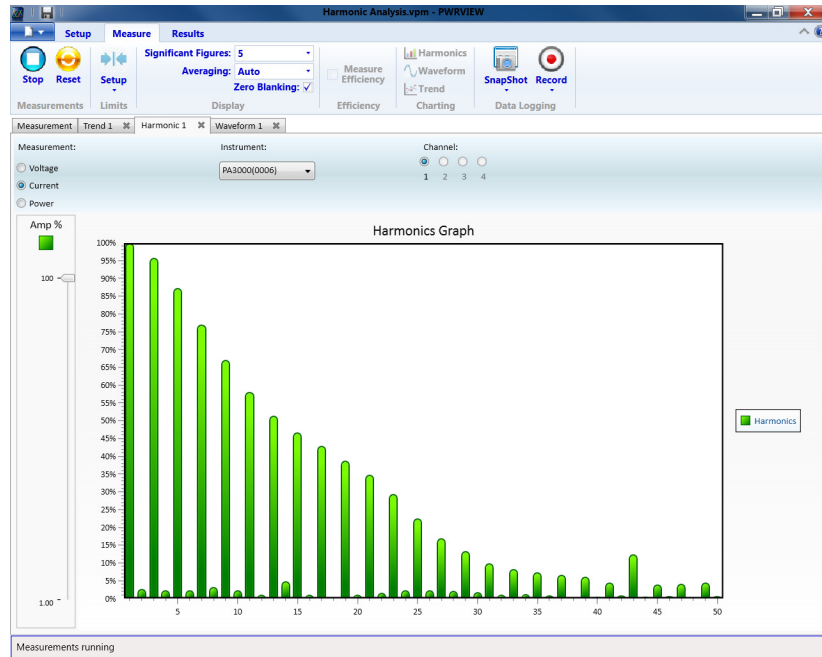 Harmonic Analysis.vpm - PWRVIEW
Setup Measure Results
Stop Reset Setup
Significant Figures: 5
Averaging: Auto
Zero Blanking: ✓
Measure Efficiency
Harmonics
Waveform
Trend
SnapShot Record
Measurements Limits Display Efficiency Charting Data Logging
Measurement Trend 1 Harmonic 1 Waveform 1
Measurement: Instrument: Channel:
Voltage
Current
Power
PA3000(0006)
1 2 3 4
Amp %
100
1.00
Harmonics Graph
100%
95%
90%
85%
80%
75%
70%
65%
60%
55%
50%
45%
40%
35%
30%
25%
20%
15%
10%
5%
0%
5 10 15 20 25 30 35 40 45 50
Harmonics
Measurements running